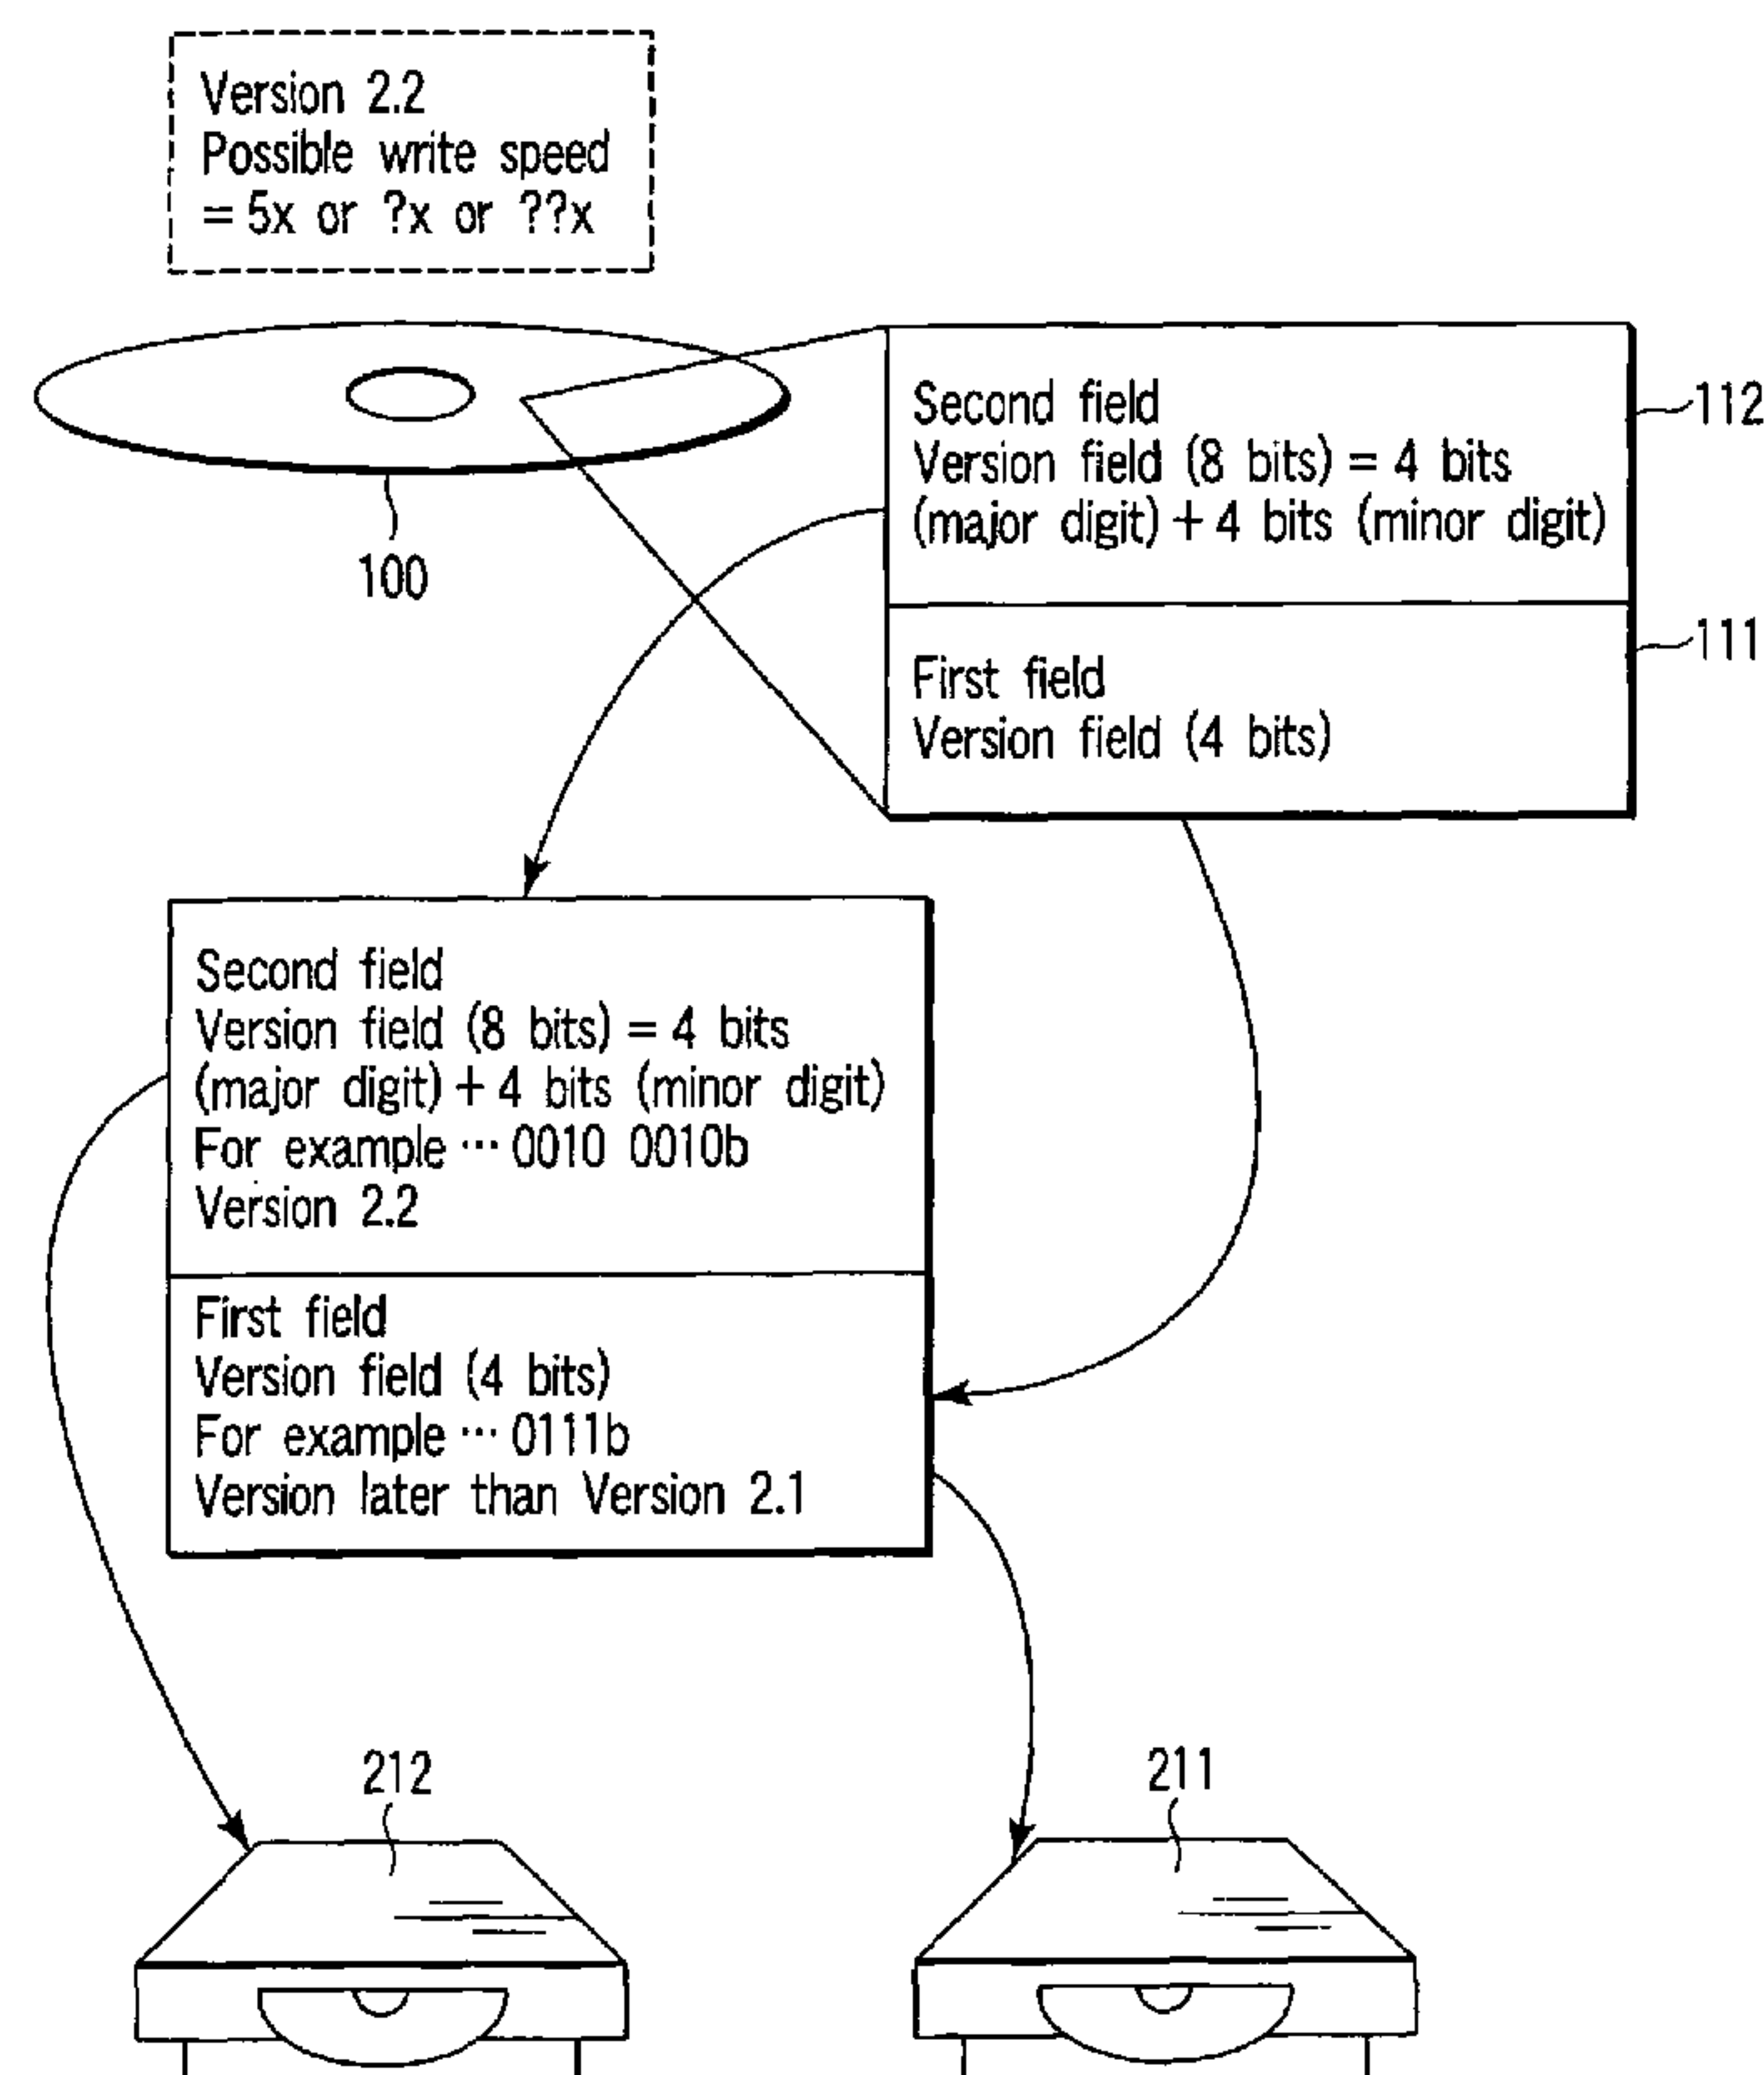 Version 2.2
Possible write speed
= 5x or ?x or ??x
Second field
Version field (8 bits) = 4 bits
(major digit) + 4 bits (minor digit)
112
First field
Version field (4 bits)
111
100
Second field
Version field (8 bits) = 4 bits
(major digit) + 4 bits (minor digit)
For example ··· 0010 0010b
Version 2.2
First field
Version field (4 bits)
For example ··· 0111b
Version later than Version 2.1
212
211